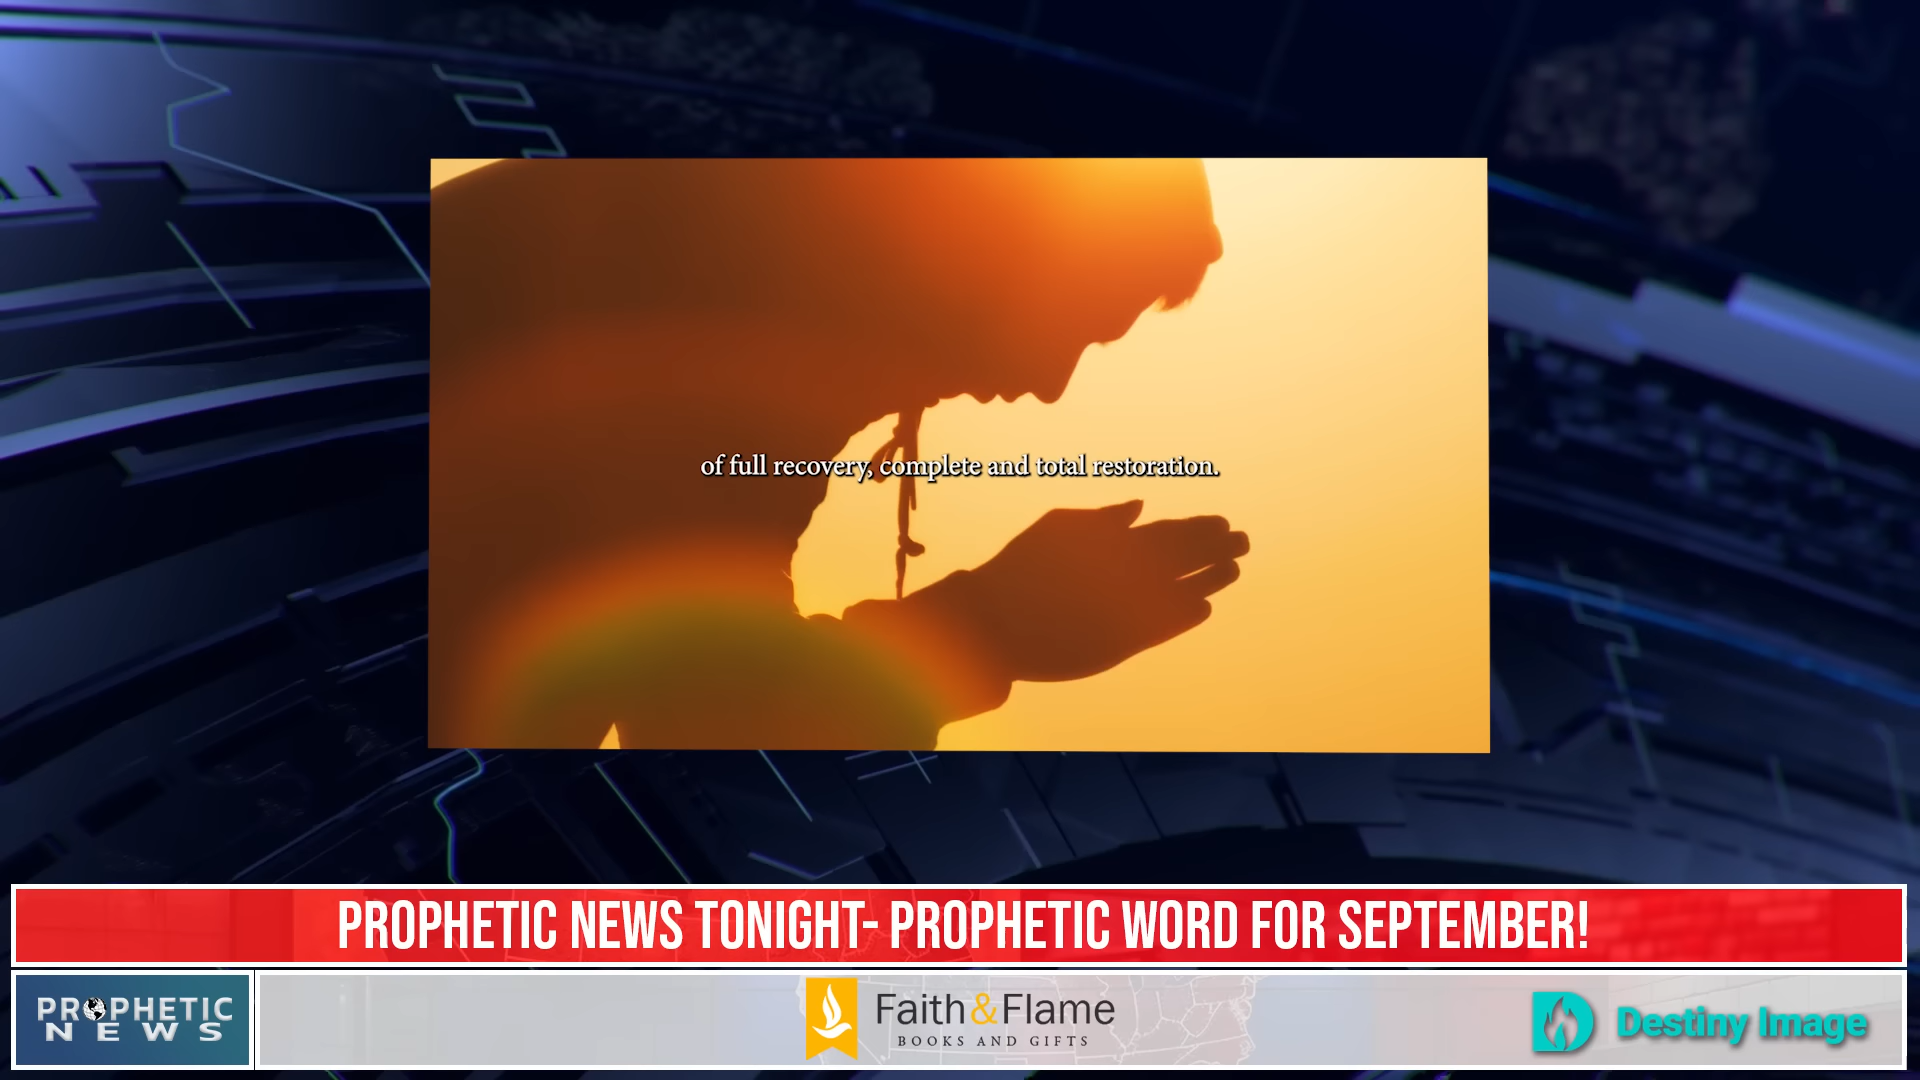 of full recovery, complete and total restoration.
PROPHETIC NEWS TONIGHT- PROPHETIC WORD FOR SEPTEMBER!
PROPHETIC
NEWS
Faith&Flame
BOOKS AND GIFTS
Destiny Image